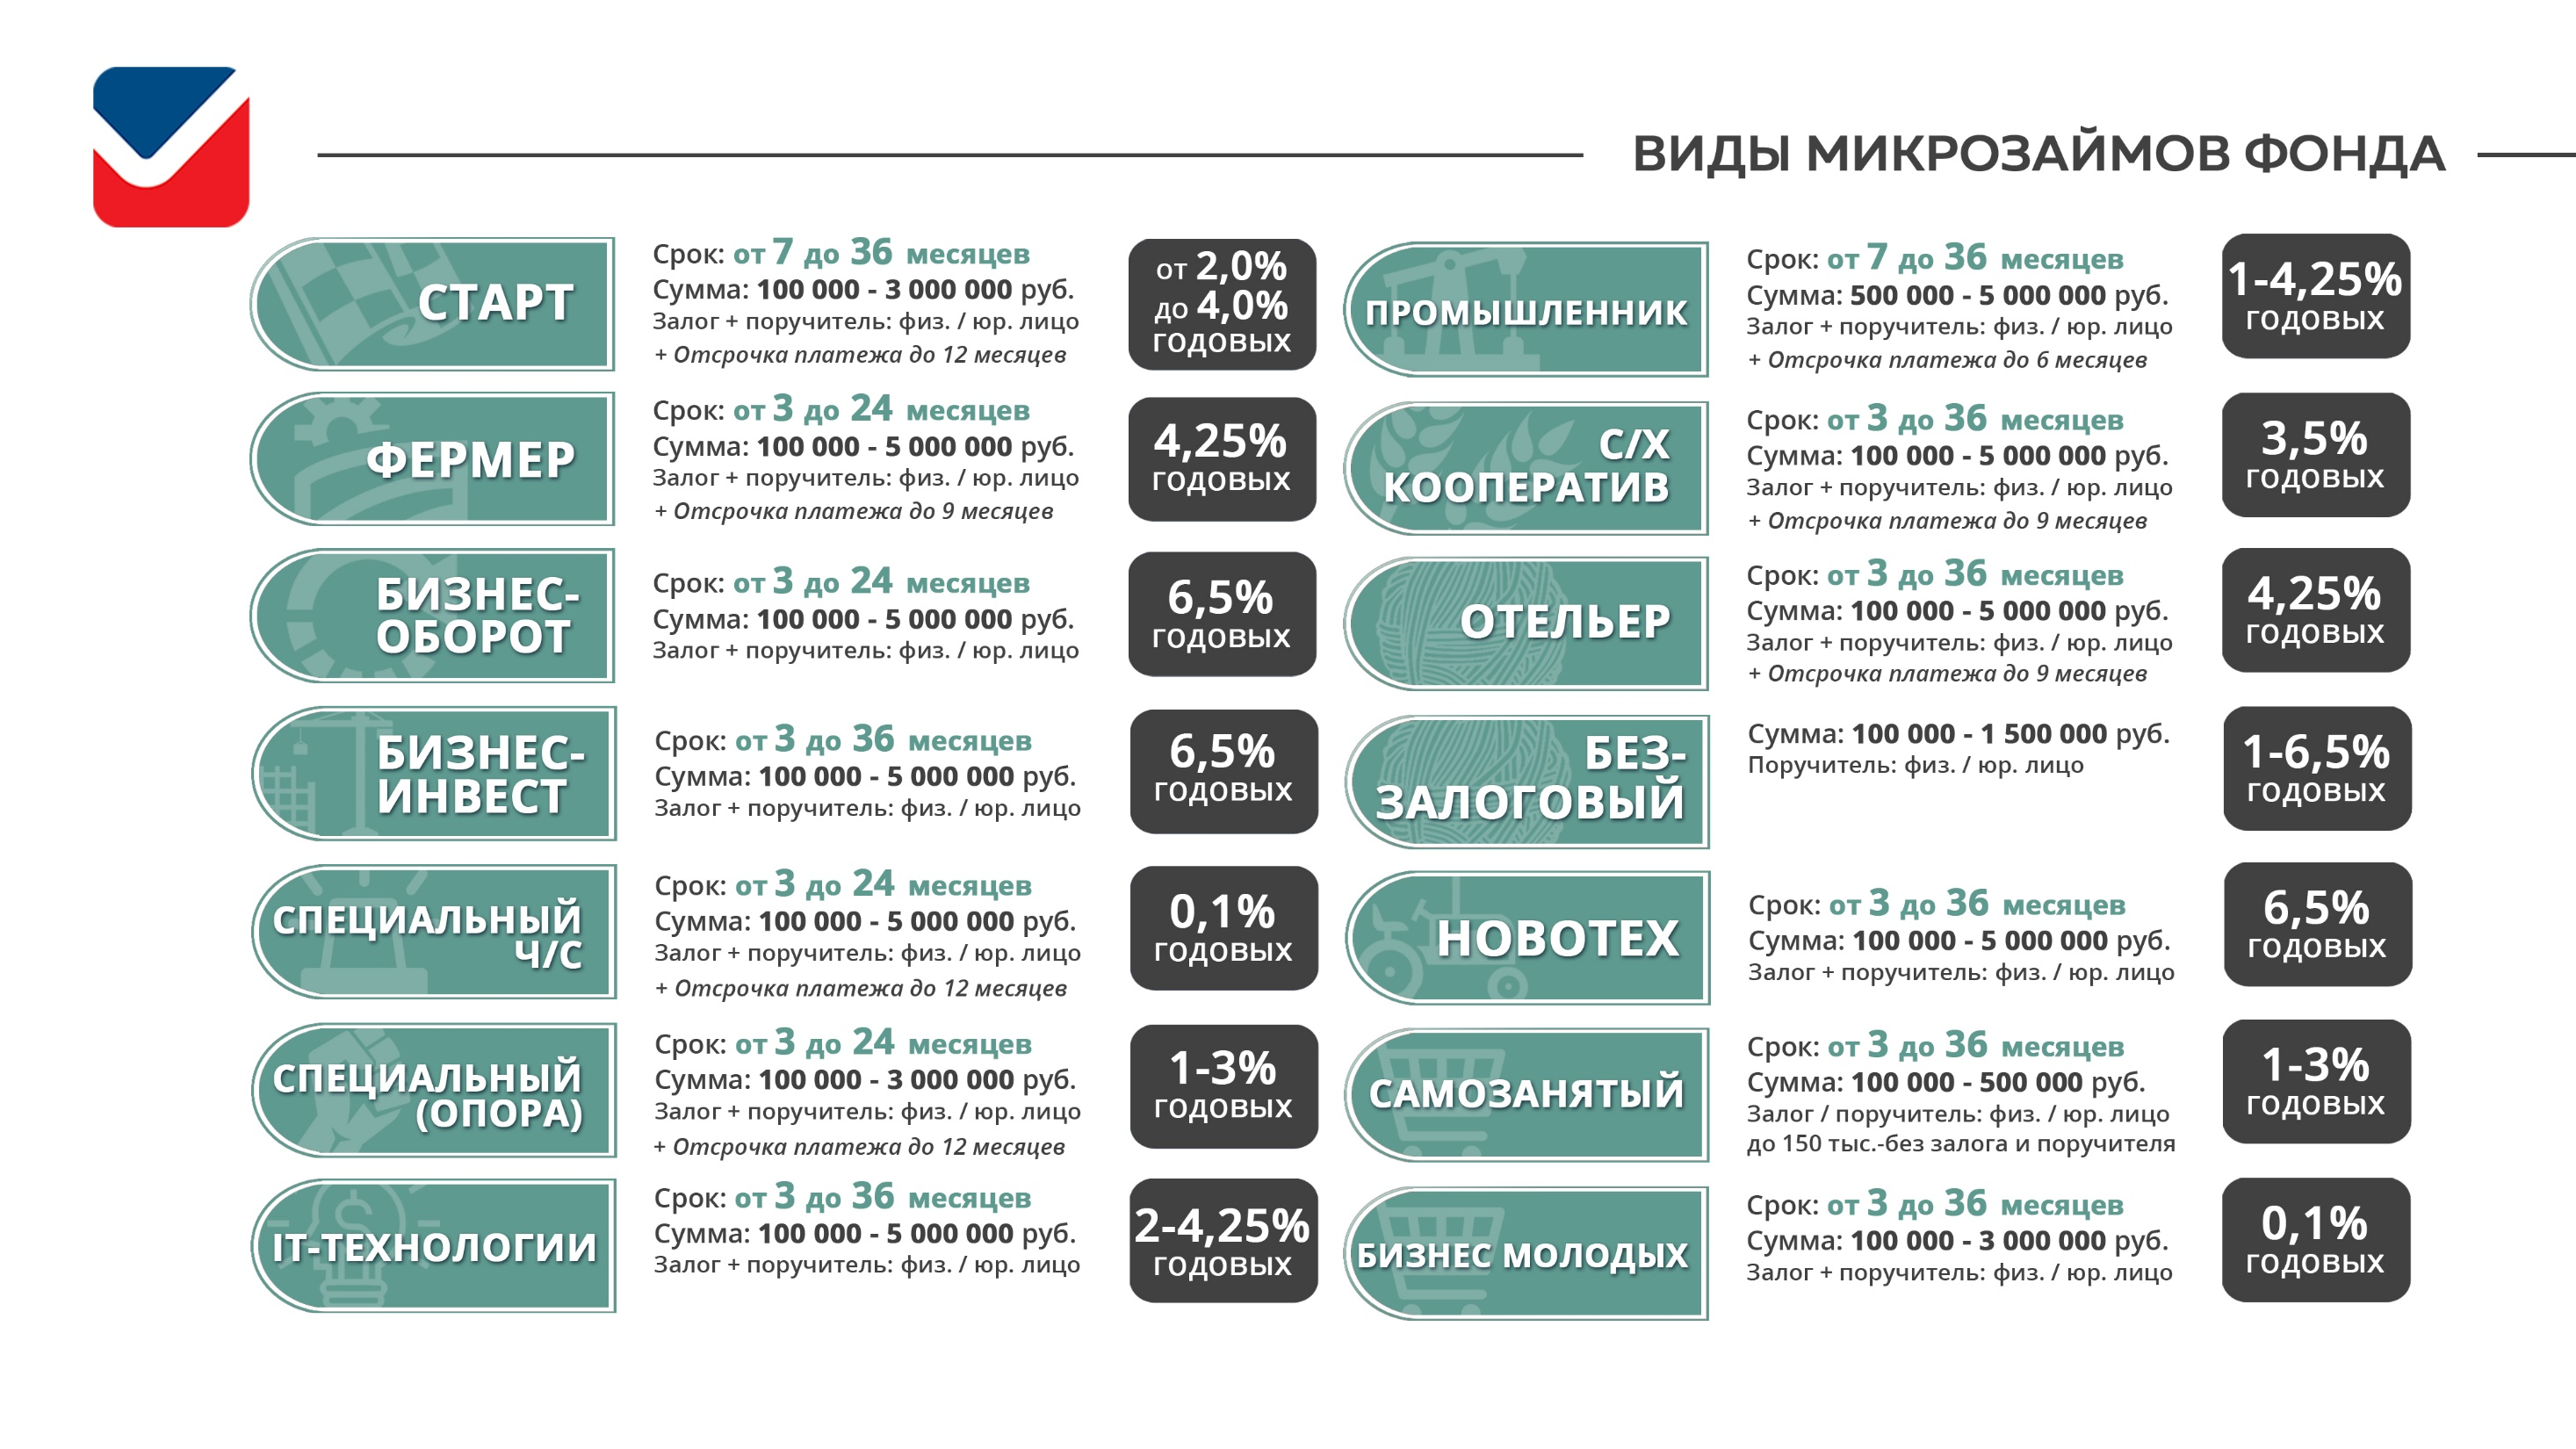 ВИДЫ МИКРОЗАЙМОВ ФОНДА
СТАРТ
Срок: от 7 до 36 месяцев
Сумма: 100 000 - 3 000 000 руб.
Залог + поручитель: физ. / юр. лицо
+ Отсрочка платежа до 12 месяцев
от 2,0%
до 4,0%
годовых
ФЕРМЕР
Срок: от 3 до 24 месяцев
Сумма: 100 000 - 5 000 000 руб.
Залог + поручитель: физ. / юр. лицо
+ Отсрочка платежа до 9 месяцев
4,25%
годовых
БИЗНЕС-
ОБОРОТ
Срок: от 3 до 24 месяцев
Сумма: 100 000 - 5 000 000 руб.
Залог + поручитель: физ. / юр. лицо
6,5%
годовых
БИЗНЕС-
ИНВЕСТ
Срок: от 3 до 36 месяцев
Сумма: 100 000 - 5 000 000 руб.
Залог + поручитель: физ. / юр. лицо
6,5%
годовых
СПЕЦИАЛЬНЫЙ
Ч/С
Срок: от 3 до 24 месяцев
Сумма: 100 000 - 5 000 000 руб.
Залог + поручитель: физ. / юр. лицо
+ Отсрочка платежа до 12 месяцев
0,1%
годовых
СПЕЦИАЛЬНЫЙ
(ОПОРА)
Срок: от 3 до 24 месяцев
Сумма: 100 000 - 3 000 000 руб.
Залог + поручитель: физ. / юр. лицо
+ Отсрочка платежа до 12 месяцев
1-3%
годовых
IT-ТЕХНОЛОГИИ
Срок: от 3 до 36 месяцев
Сумма: 100 000 - 5 000 000 руб.
Залог + поручитель: физ. / юр. лицо
2-4,25%
годовых
ПРОМЫШЛЕННИК
Срок: от 7 до 36 месяцев
Сумма: 500 000 - 5 000 000 руб.
Залог + поручитель: физ. / юр. лицо
+ Отсрочка платежа до 6 месяцев
1-4,25%
годовых
С/Х
КООПЕРАТИВ
Срок: от 3 до 36 месяцев
Сумма: 100 000 - 5 000 000 руб.
Залог + поручитель: физ. / юр. лицо
+ Отсрочка платежа до 9 месяцев
3,5%
годовых
ОТЕЛЬЕР
Срок: от 3 до 36 месяцев
Сумма: 100 000 - 5 000 000 руб.
Залог + поручитель: физ. / юр. лицо
+ Отсрочка платежа до 9 месяцев
4,25%
годовых
БЕЗ-
ЗАЛОГОВЫЙ
Сумма: 100 000 - 1 500 000 руб.
Поручитель: физ. / юр. лицо
1-6,5%
годовых
НОВОТЕХ
Срок: от 3 до 36 месяцев
Сумма: 100 000 - 5 000 000 руб.
Залог + поручитель: физ. / юр. лицо
6,5%
годовых
САМОЗАНЯТЫЙ
Срок: от 3 до 36 месяцев
Сумма: 100 000 - 500 000 руб.
Залог / поручитель: физ. / юр. лицо
до 150 тыс.-без залога и поручителя
1-3%
годовых
БИЗНЕС МОЛОДЫХ
Срок: от 3 до 36 месяцев
Сумма: 100 000 - 3 000 000 руб.
Залог + поручитель: физ. / юр. лицо
0,1%
годовых